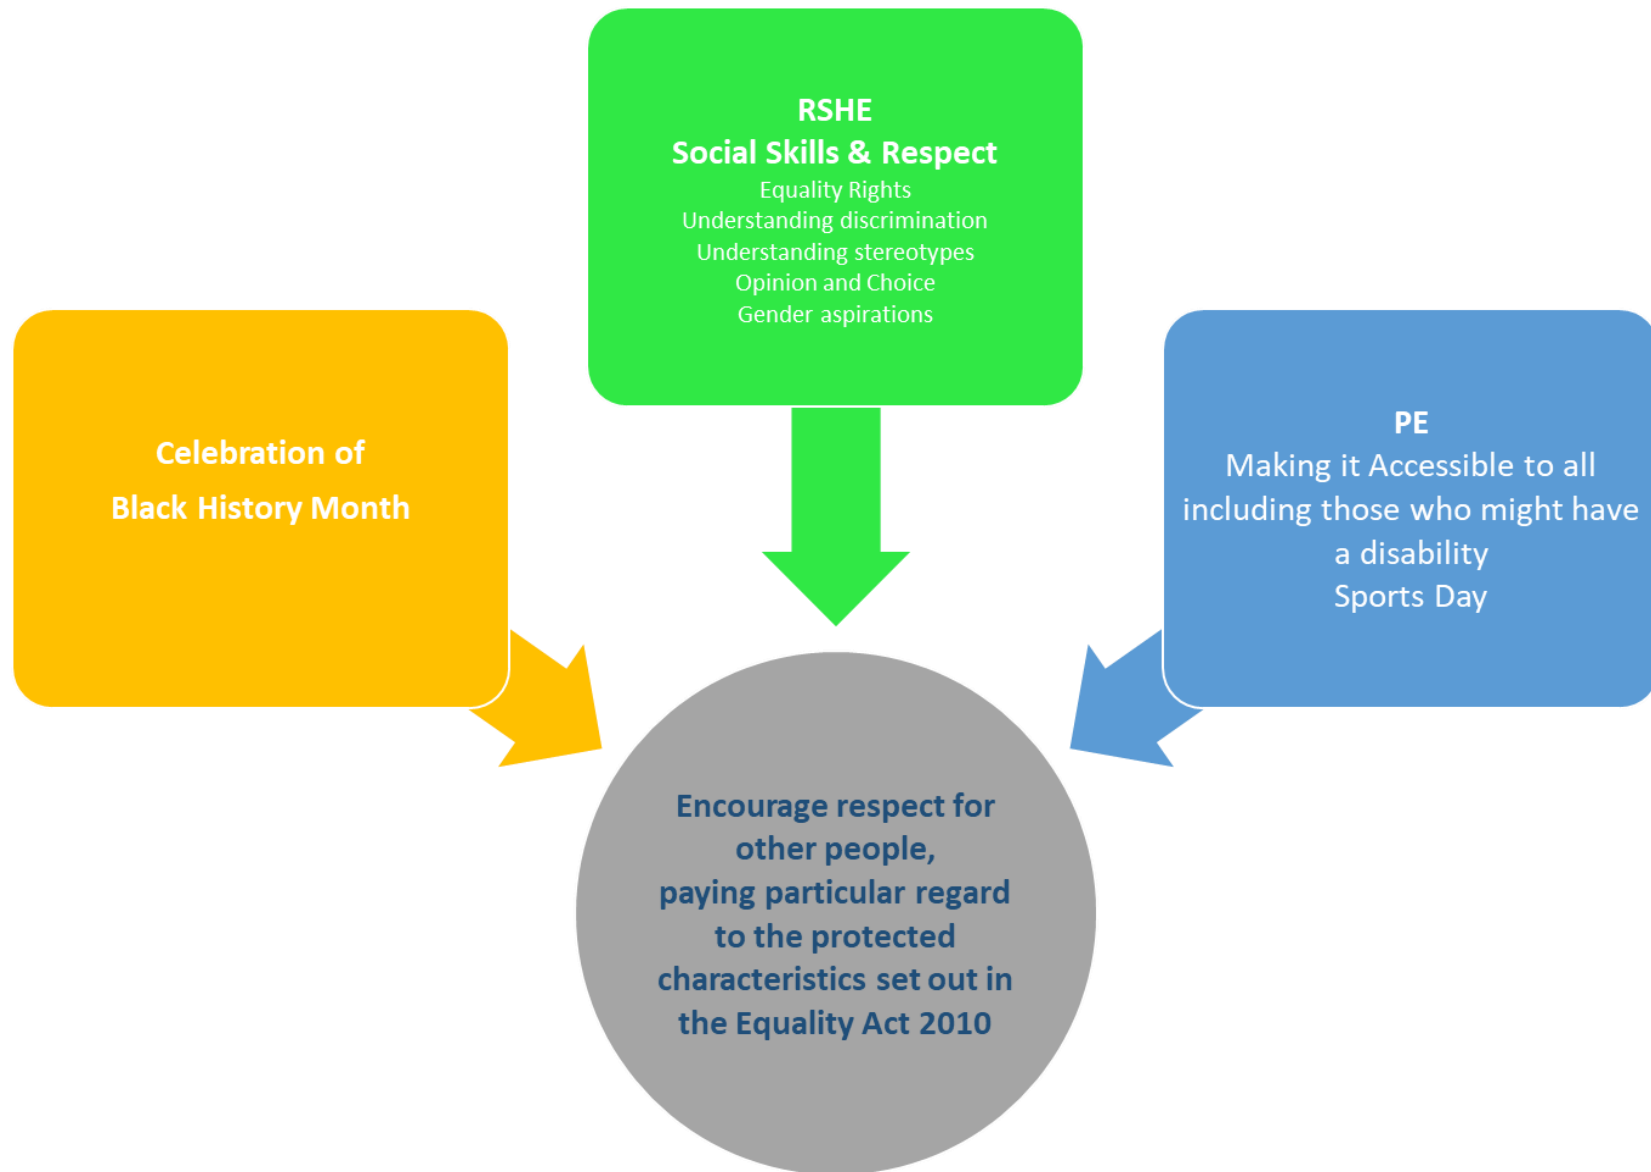 RSHE
Social Skills & Respect
Equality Rights
Understanding discrimination
Understanding stereotypes
Opinion and Choice
Gender aspirations
Celebration of
Black History Month
PE
Making it Accessible to all
including those who might have
a disability
Sports Day
Encourage respect for
other people,
paying particular regard
to the protected
characteristics set out in
the Equality Act 2010